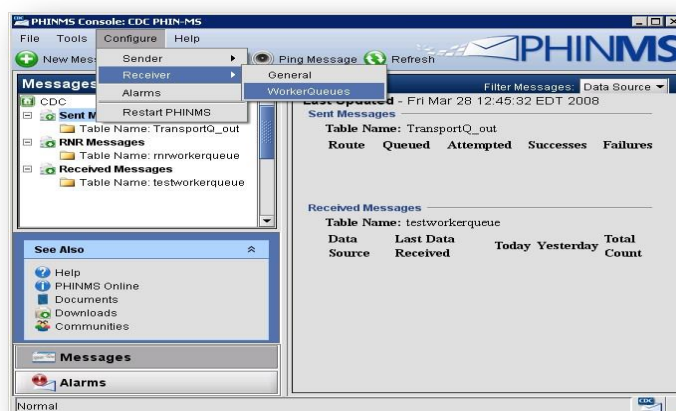 PHINMS Console: CDC PHIN-MS
File Tools Configure Help
New Mes
Ping Message
Refresh
PHINMS
Sender
Receiver
Alarms
Restart PHINMS
General
WorkerQueues
Messages
Filter Messages: Data Source
CDC
Sent M
Table Name: TransportQ_out
RNR Messages
Table Name: rnrworkerqueue
Received Messages
Table Name: testworkerqueue
Last Updated - Fri Mar 28 12:45:32 EDT 2008
Sent Messages
Table Name: TransportQ_out
Route Queued Attempted Successes Failures
Received Messages
Table Name: testworkerqueue
Data Source Last Data Received Today Yesterday Total Count
See Also
Help
PHINMS Online
Documents
Downloads
Communities
Messages
Alarms
Normal
CDC